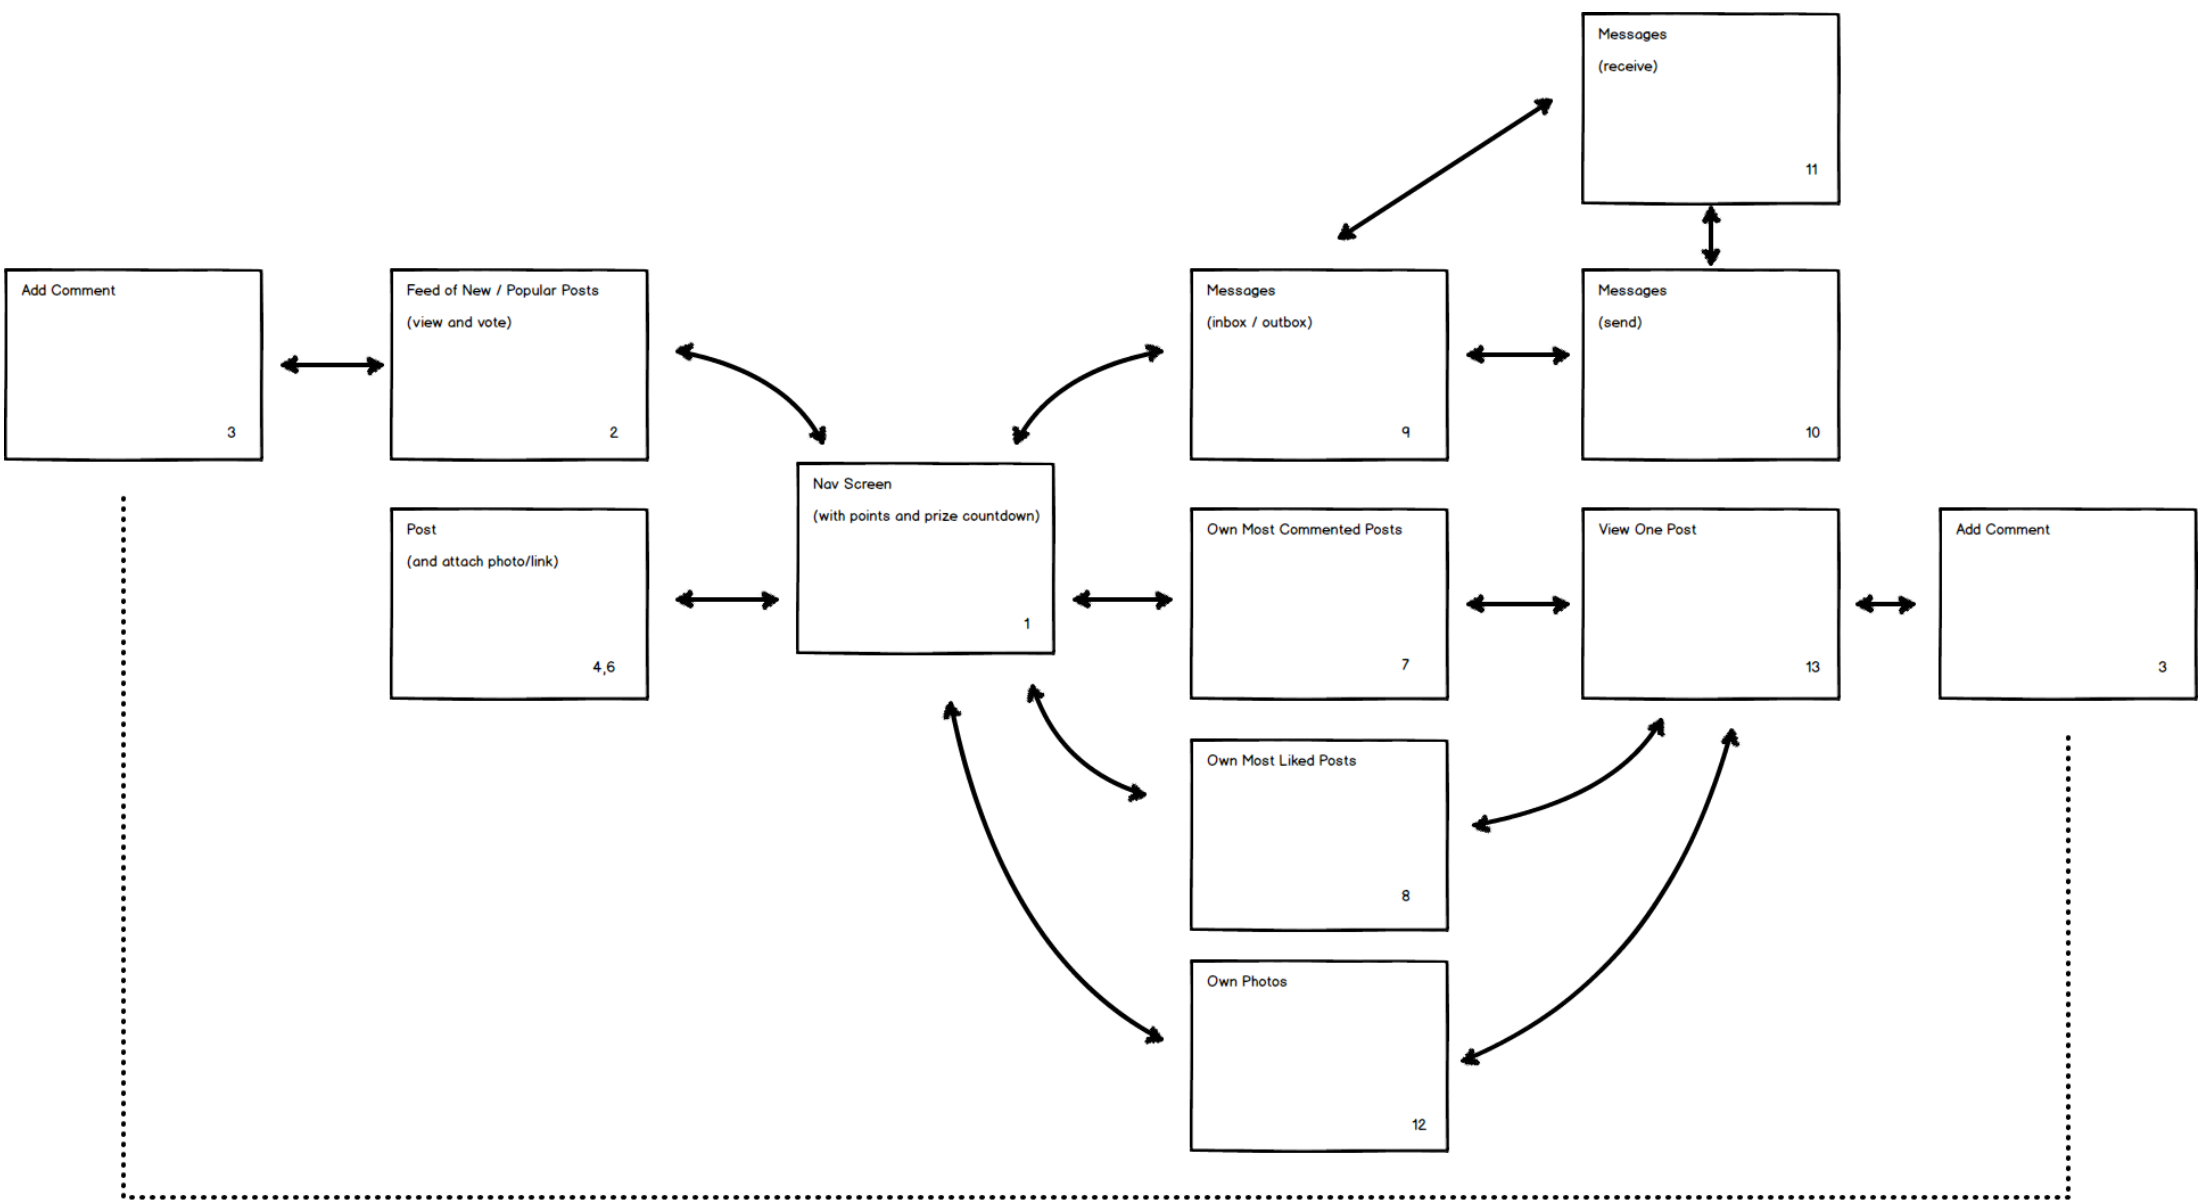 Messages
(receive)
11
Add Comment
3
Feed of New / Popular Posts
(view and vote)
2
Messages
(inbox / outbox)
9
Messages
(send)
10
Nav Screen
(with points and prize countdown)
1
Post
(and attach photo/link)
4,6
Own Most Commented Posts
7
View One Post
13
Add Comment
3
Own Most Liked Posts
8
Own Photos
12